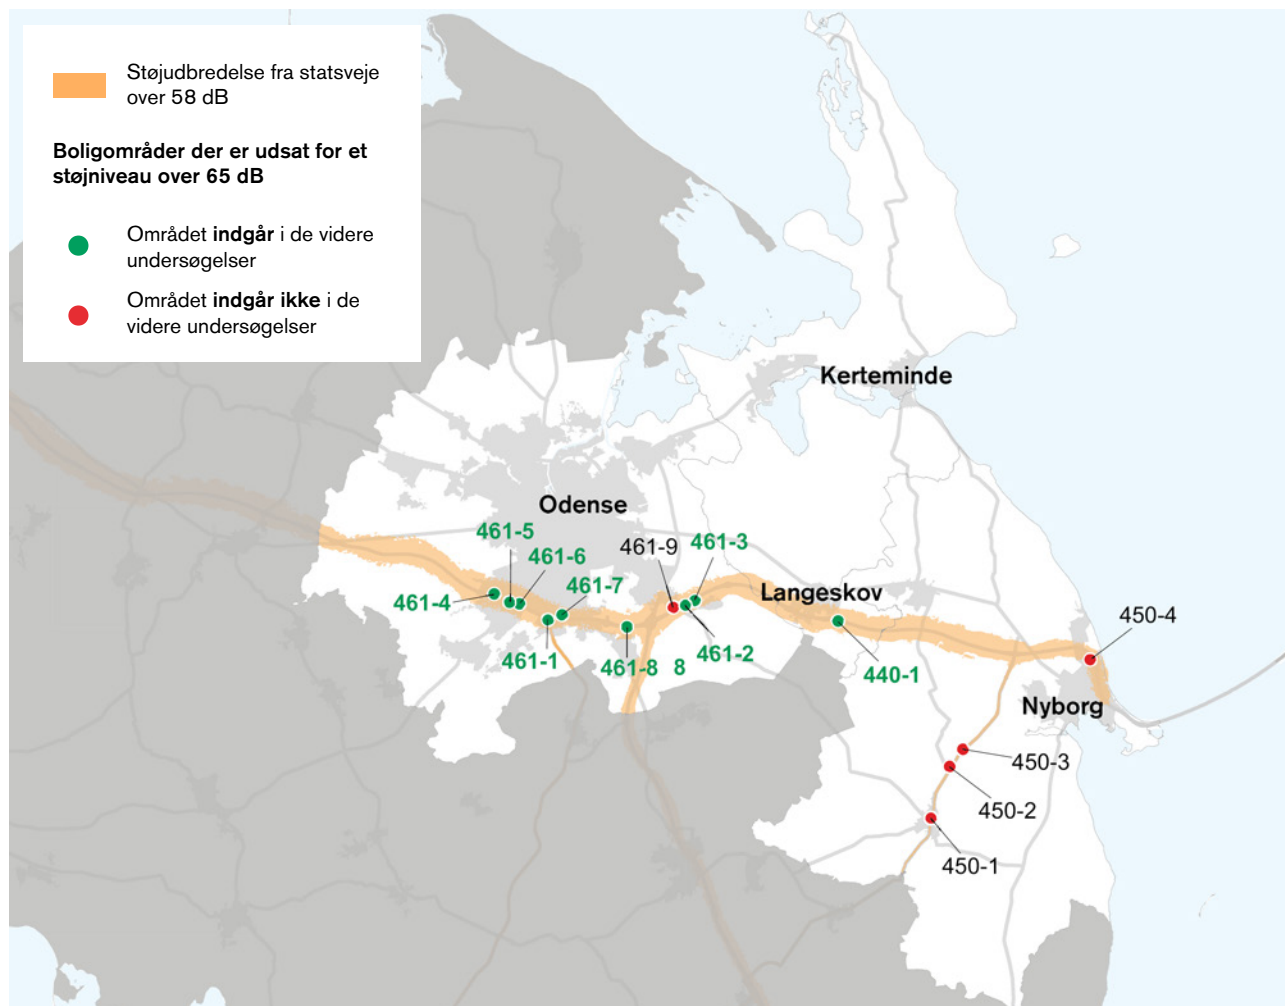 Støjudbredelse fra statsveje
over 58 dB
Boligområder der er udsat for et
støjniveau over 65 dB
Området indgår i de videre
undersøgelser
Området indgår ikke i de
videre undersøgelser
Kerteminde
Odense
461-5
461-6
461-9
461-3
461-7
461-4
Langeskov
450-4
461-1
461-8
8
461-2
440-1
Nyborg
450-3
450-2
450-1